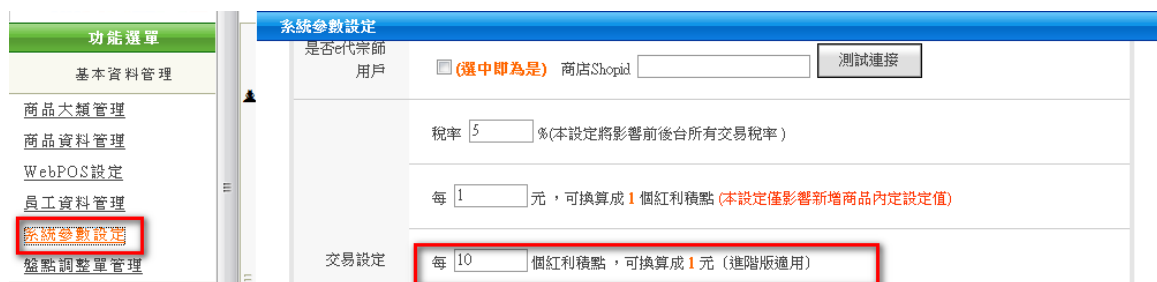 功能選單
基本資料管理
商品大類管理
商品資料管理
WebPOS設定
員工資料管理
系統參數設定
盤點調整單管理
系統參數設定
是否e代宗師
用戶
(選中即為是) 商店Shopid
測試連接
稅率 5 %(本設定將影響前後台所有交易稅率)
每 1 元，可換算成 1 個紅利積點 (本設定僅影響新增商品內定設定值)
交易設定
每 10 個紅利積點，可換算成 1 元（進階版適用）